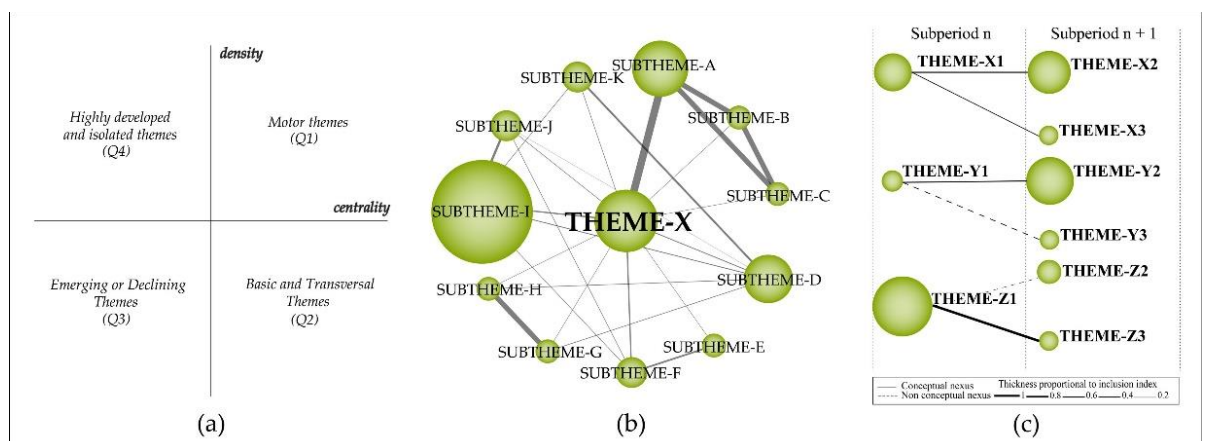 density
Highly developed
and isolated themes
(Q4)
Motor themes
(Q1)
centrality
Emerging or Declining
Themes
(Q3)
Basic and Transversal
Themes
(Q2)
(a)
SUBTHEME-A
SUBTHEME-K
SUBTHEME-B
SUBTHEME-J
SUBTHEME-C
SUBTHEME-I
THEME-X
SUBTHEME-D
SUBTHEME-H
SUBTHEME-E
SUBTHEME-G
SUBTHEME-F
(b)
Subperiod n
Subperiod n + 1
THEME-X1
THEME-X2
THEME-X3
THEME-Y1
THEME-Y2
THEME-Y3
THEME-Z2
THEME-Z1
THEME-Z3
Conceptual nexus
Non conceptual nexus
Thickness proportional to inclusion index
1 0.8 0.6 0.4 0.2
(c)